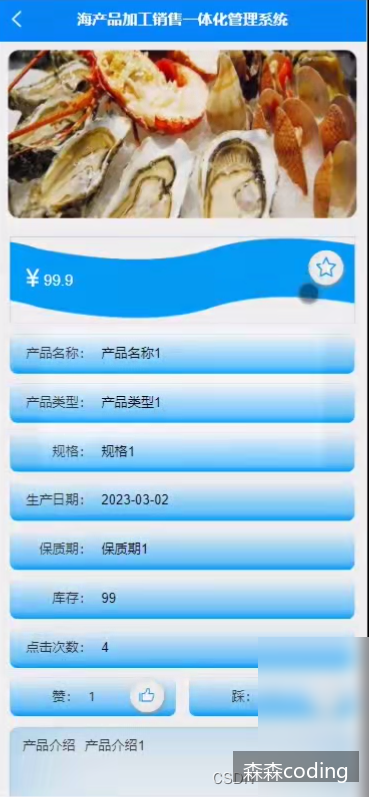 海产品加工销售一体化管理系统
¥ 99.9
产品名称： 产品名称1
产品类型： 产品类型1
规格： 规格1
生产日期： 2023-03-02
保质期： 保质期1
库存： 99
点击次数： 4
赞： 1 踩：
产品介绍 产品介绍1
森森coding